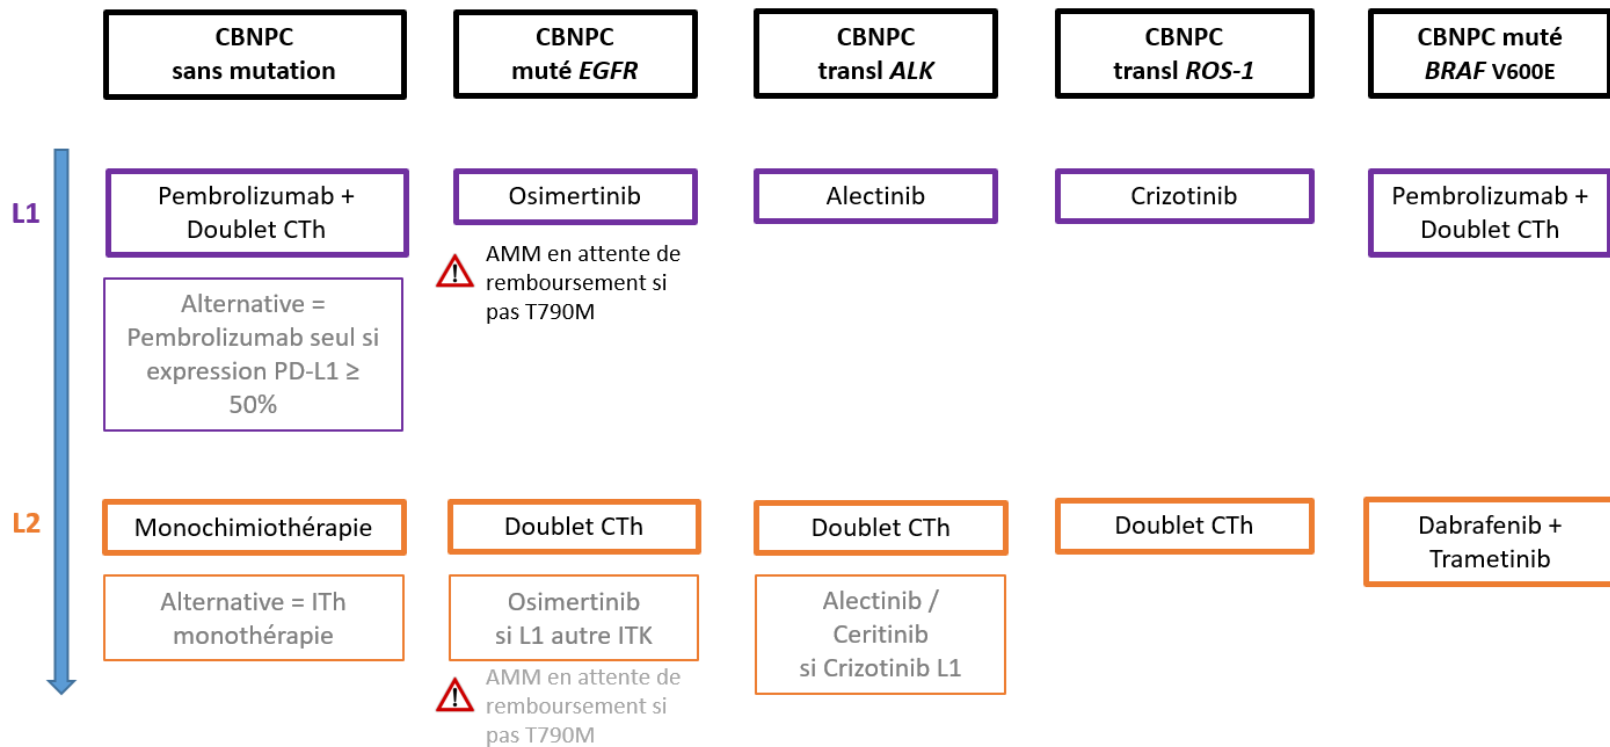 CBNPC
sans mutation
CBNPC
muté EGFR
CBNPC
transl ALK
CBNPC
transl ROS-1
CBNPC muté
BRAF V600E
L1
Pembrolizumab +
Doublet CTh
Osimertinib
Alectinib
Crizotinib
Pembrolizumab +
Doublet CTh
AMM en attente de
remboursement si
pas T790M
Alternative =
Pembrolizumab seul si
expression PD-L1 ≥
50%
L2
Monochimiothérapie
Doublet CTh
Doublet CTh
Doublet CTh
Dabrafenib +
Trametinib
Alternative = ITh
monothérapie
Osimertinib
si L1 autre ITK
Alectinib /
Ceritinib
si Crizotinib L1
AMM en attente de
remboursement si
pas T790M